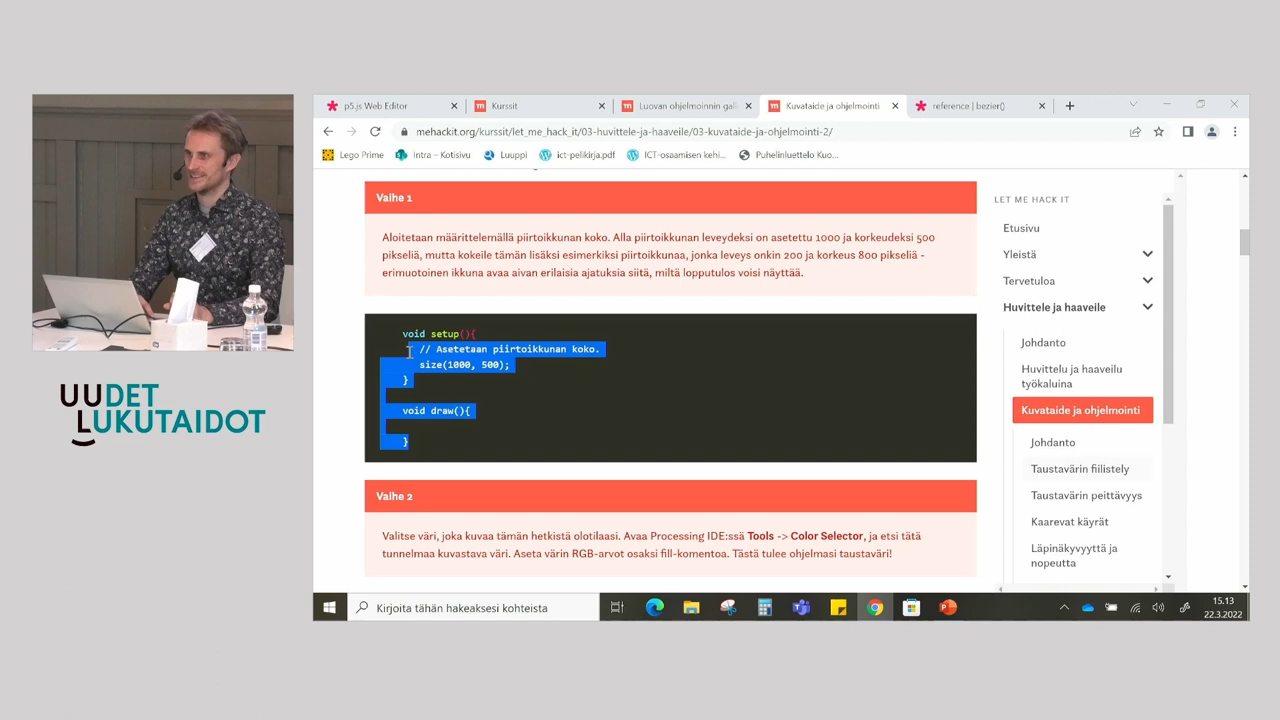 p5.js Web Editor
Kurssit
Luovan ohjelmoinnin gall
Kuvataide ja ohjelmointi
reference | bezier()
mehackit.org/kurssit/let_me_hack_it/03-huvittele-ja-haaveile/03-kuvataide-ja-ohjelmointi-2/
Lego Prime
Intra – Kotisivu
Luuppi
ict-pelikirja.pdf
ICT-osaamisen kehi...
Puhelinluettelo Kuo...
Vaihe 1
Aloitetaan määrittelemällä piirtoikkunan koko. Alla piirtoikkunan leveydeksi on asetettu 1000 ja korkeudeksi 500
pikseliä, mutta kokeile tämän lisäksi esimerkiksi piirtoikkunaa, jonka leveys onkin 200 ja korkeus 800 pikseliä -
erimuotoinen ikkuna avaa aivan erilaisia ajatuksia siitä, miltä lopputulos voisi näyttää.
void setup(){
// Asetetaan piirtoikkunan koko.
size(1000, 500);
}
void draw(){
}
Vaihe 2
Valitse väri, joka kuvaa tämän hetkistä olotilaasi. Avaa Processing IDE:ssä Tools -> Color Selector, ja etsi tätä
tunnelmaa kuvastava väri. Aseta värin RGB-arvot osaksi fill-komentoa. Tästä tulee ohjelmasi taustaväri!
LET ME HACK IT
Etusivu
Yleistä
Tervetuloa
Huvittele ja haaveile
Johdanto
Huvittelu ja haaveilu
työkaluina
Kuvataide ja ohjelmointi
Johdanto
Taustavärin fiilistely
Taustavärin peittävyys
Kaarevat käyrät
Läpinäkyvyyttä ja
nopeutta
UUDET
LUKUTAIDOT
Kirjoita tähän hakeaksesi kohteista
15.13
22.3.2022